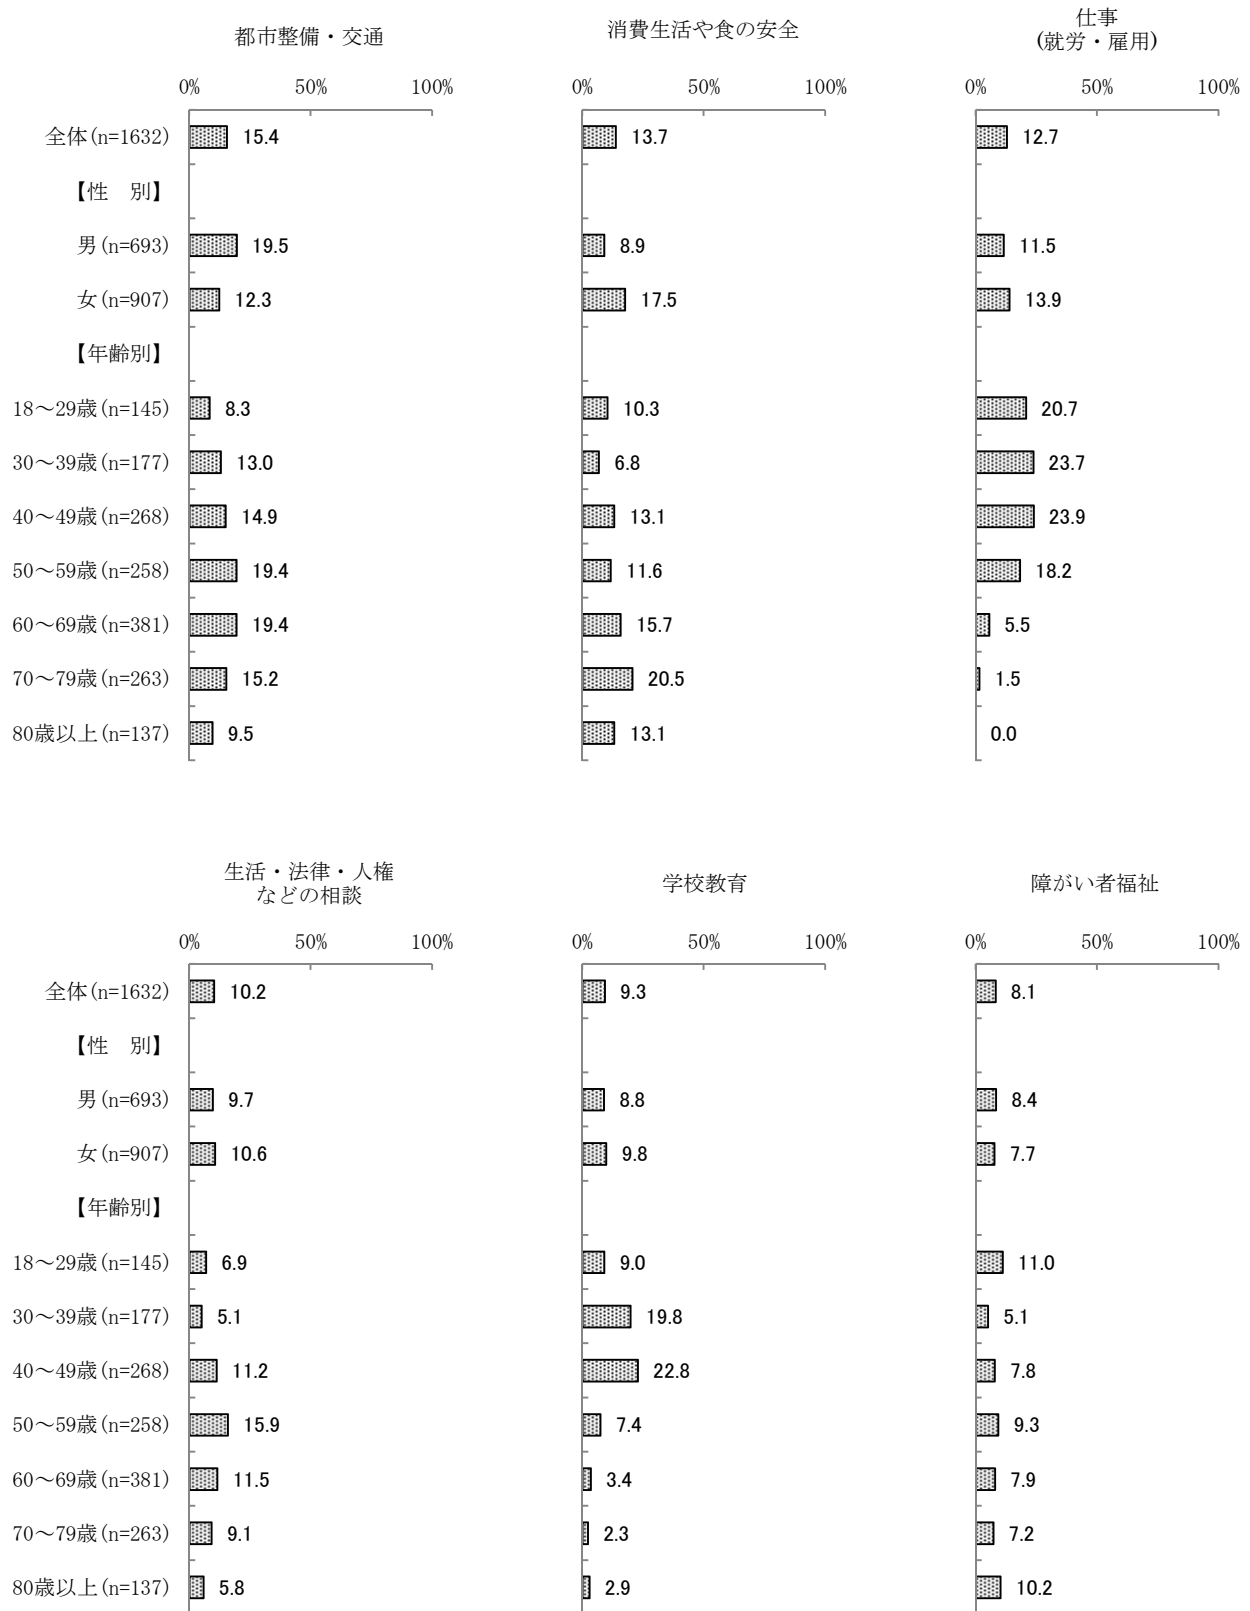 都市整備・交通
消費生活や食の安全
仕事
(就労・雇用)
0% 50% 100% 0% 50% 100% 0% 50% 100%
全体(n=1632) 15.4 13.7 12.7
【性　別】
男(n=693) 19.5 8.9 11.5
女(n=907) 12.3 17.5 13.9
【年齢別】
18～29歳(n=145) 8.3 10.3 20.7
30～39歳(n=177) 13.0 6.8 23.7
40～49歳(n=268) 14.9 13.1 23.9
50～59歳(n=258) 19.4 11.6 18.2
60～69歳(n=381) 19.4 15.7 5.5
70～79歳(n=263) 15.2 20.5 1.5
80歳以上(n=137) 9.5 13.1 0.0
生活・法律・人権
などの相談
学校教育
障がい者福祉
0% 50% 100% 0% 50% 100% 0% 50% 100%
全体(n=1632) 10.2 9.3 8.1
【性　別】
男(n=693) 9.7 8.8 8.4
女(n=907) 10.6 9.8 7.7
【年齢別】
18～29歳(n=145) 6.9 9.0 11.0
30～39歳(n=177) 5.1 19.8 5.1
40～49歳(n=268) 11.2 22.8 7.8
50～59歳(n=258) 15.9 7.4 9.3
60～69歳(n=381) 11.5 3.4 7.9
70～79歳(n=263) 9.1 2.3 7.2
80歳以上(n=137) 5.8 2.9 10.2